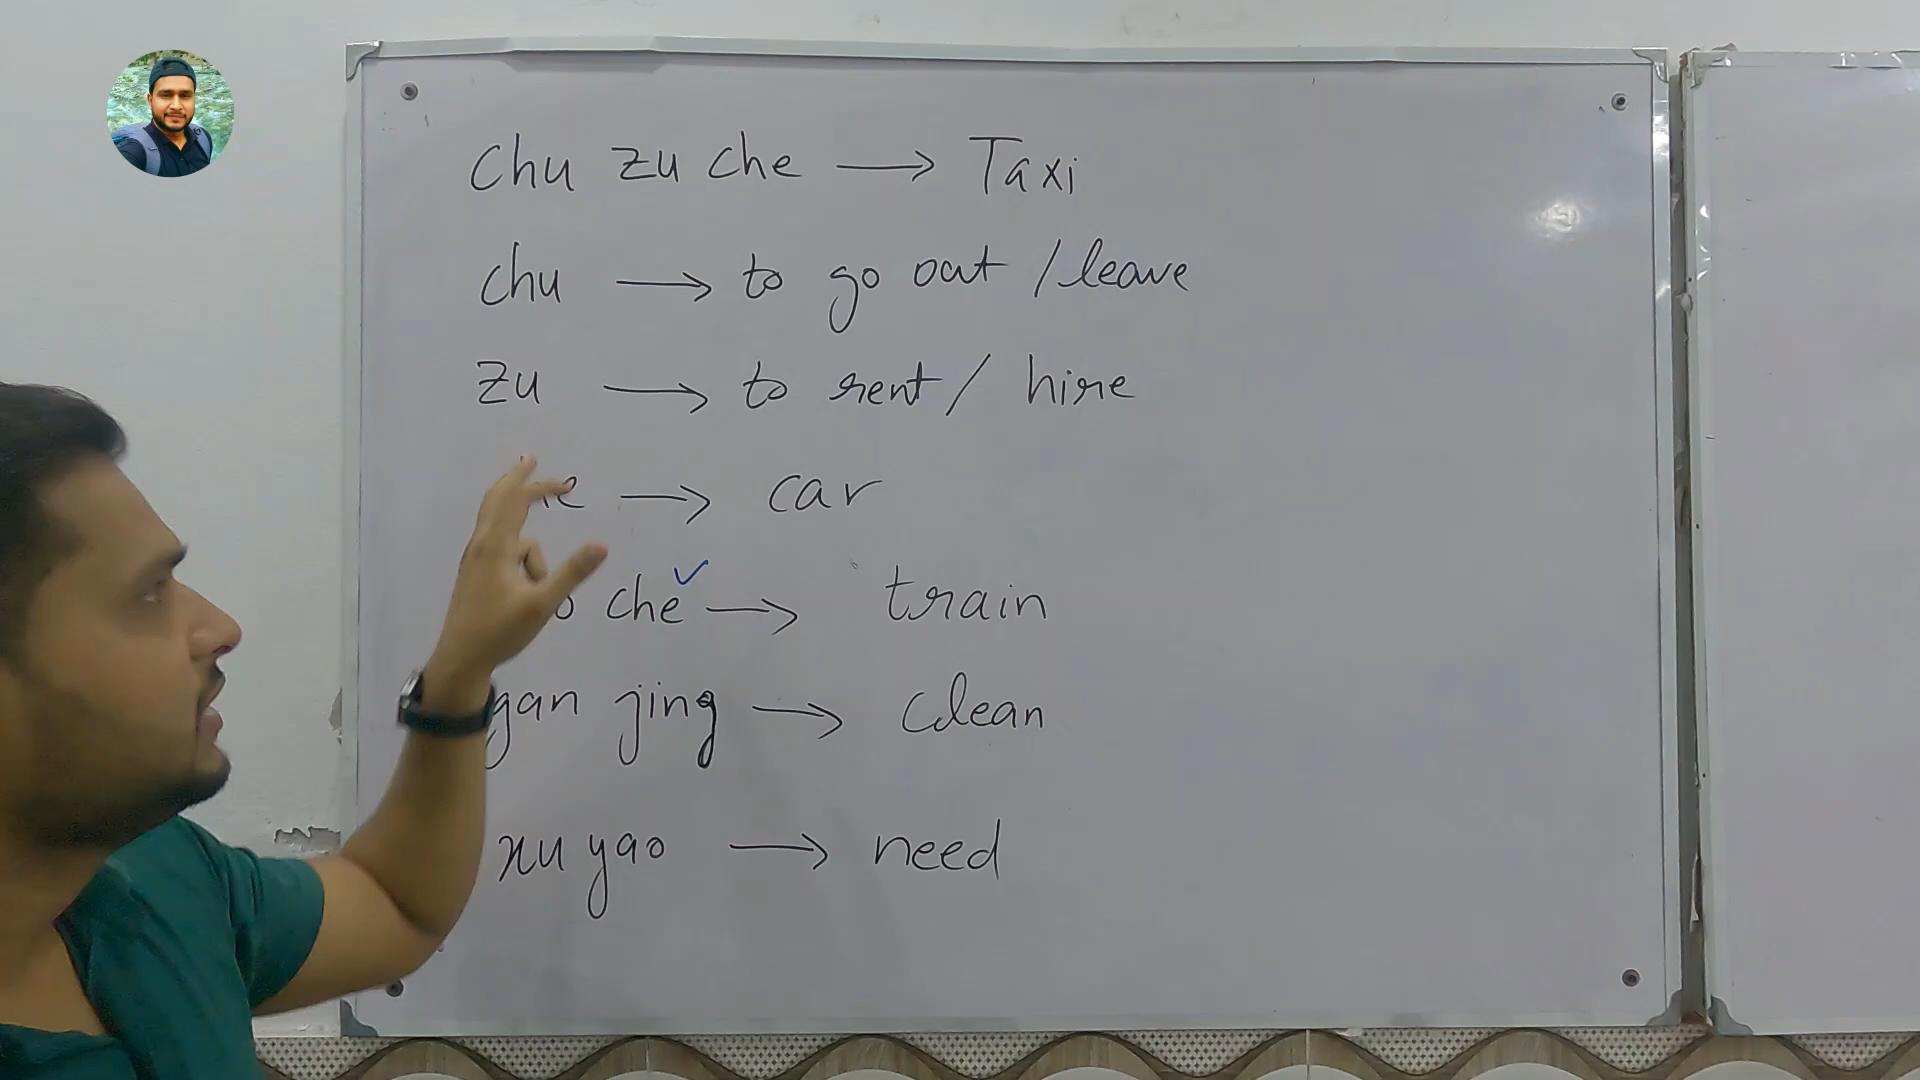 chu zu che → Taxi
chu → to go out / leave
zu → to rent / hire
→ car
che → train
gan jing → clean
xu yao → need